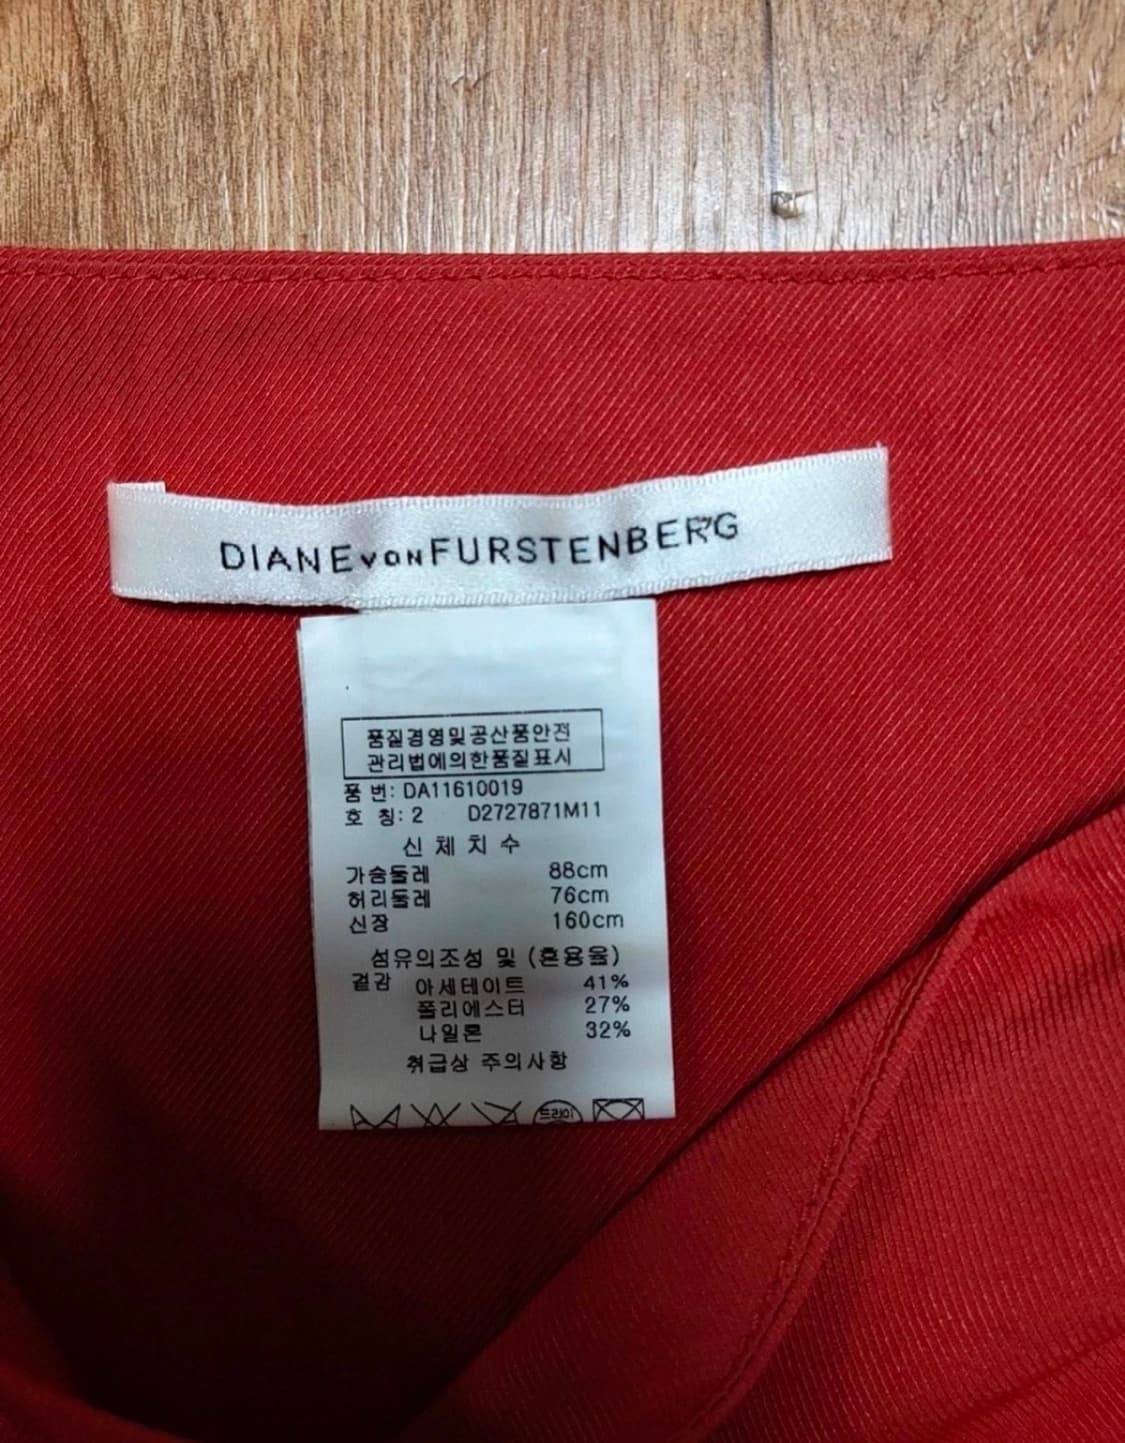 DIANE VON FURSTENBERG
품질경영및공산품안전
관리법에의한품질표시
품 번: DA11610019
호 칭: 2 D2727871M11
신 체 치 수
가슴둘레 88cm
허리둘레 76cm
신장 160cm
섬유의조성 및 (혼용율)
겉감 아세테이트 41%
폴리에스터 27%
나일론 32%
취급상 주의사항
드라이